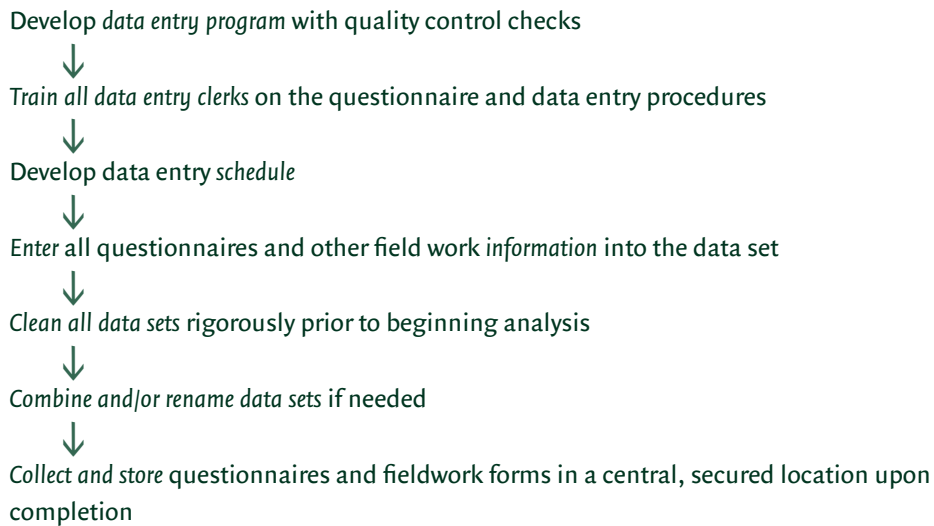 Develop data entry program with quality control checks
Train all data entry clerks on the questionnaire and data entry procedures
Develop data entry schedule
Enter all questionnaires and other field work information into the data set
Clean all data sets rigorously prior to beginning analysis
Combine and/or rename data sets if needed
Collect and store questionnaires and fieldwork forms in a central, secured location upon
completion